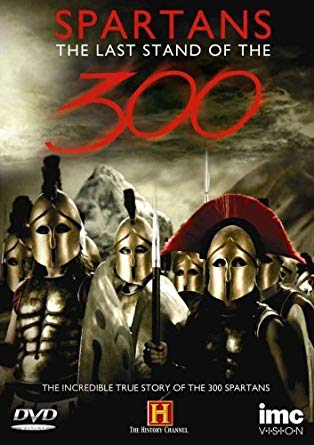 SPARTANS
THE LAST STAND OF THE
300
THE INCREDIBLE TRUE STORY OF THE 300 SPARTANS
DVD
H
THE HISTORY CHANNEL
imc
VISION